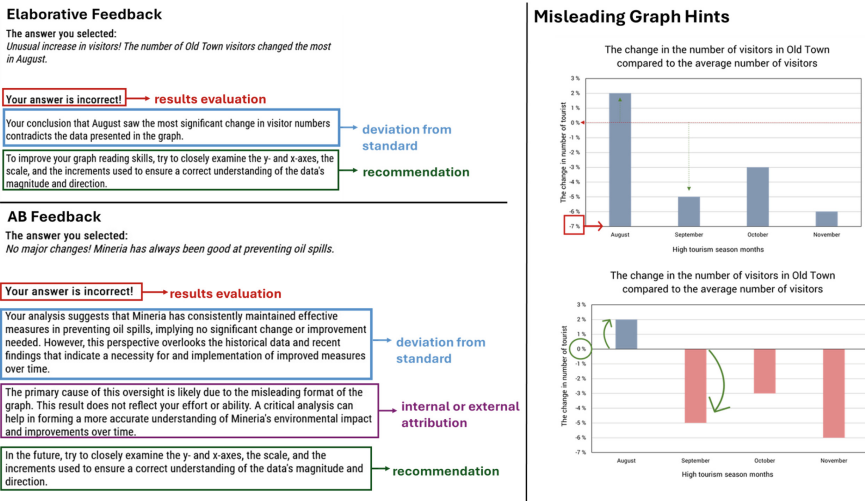 Elaborative Feedback
The answer you selected:
Unusual increase in visitors! The number of Old Town visitors changed the most
in August.
Your answer is incorrect!
results evaluation
Your conclusion that August saw the most significant change in visitor numbers
contradicts the data presented in the graph.
deviation from
standard
To improve your graph reading skills, try to closely examine the y- and x-axes, the
scale, and the increments used to ensure a correct understanding of the data's
magnitude and direction.
recommendation
AB Feedback
The answer you selected:
No major changes! Mineria has always been good at preventing oil spills.
Your answer is incorrect!
results evaluation
Your analysis suggests that Mineria has consistently maintained effective
measures in preventing oil spills, implying no significant change or improvement
needed. However, this perspective overlooks the historical data and recent
findings that indicate a necessity for and implementation of improved measures
over time.
deviation from
standard
The primary cause of this oversight is likely due to the misleading format of the
graph. This result does not reflect your effort or ability. A critical analysis can
help in forming a more accurate understanding of Mineria's environmental impact
and improvements over time.
internal or external
attribution
In the future, try to closely examine the y- and x-axes, the scale, and the
increments used to ensure a correct understanding of the data's magnitude and
direction.
recommendation
Misleading Graph Hints
The change in the number of visitors in Old Town
compared to the average number of visitors
The change in number of tourist
3 %
2 %
1 %
0 %
-1 %
-2 %
-3 %
-4 %
-5 %
-6 %
-7 %
August
September
October
November
High tourism season months
The change in the number of visitors in Old Town
compared to the average number of visitors
The change in number of tourist
3 %
2 %
1 %
0 %
-1 %
-2 %
-3 %
-4 %
-5 %
-6 %
-7 %
August
September
October
November
High tourism season months